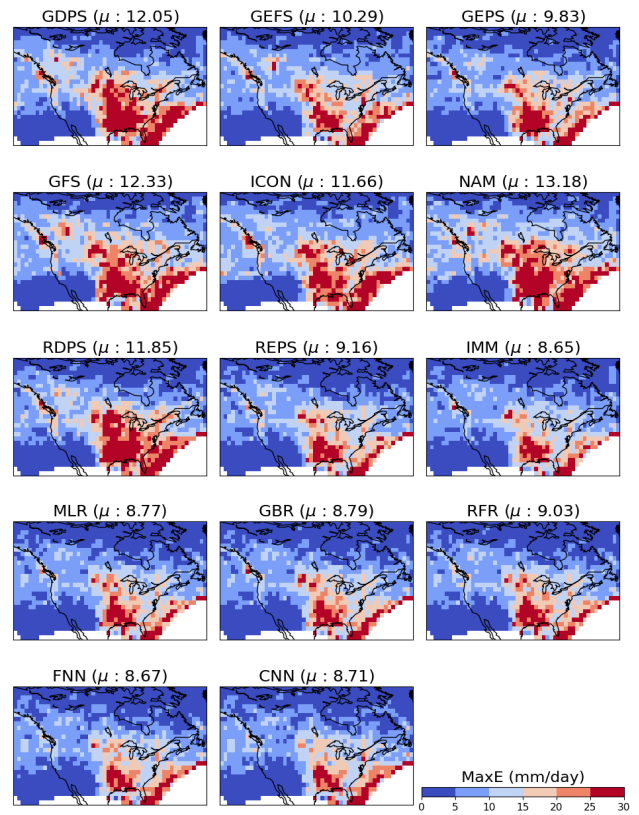 GDPS (μ : 12.05) GEFS (μ : 10.29) GEPS (μ : 9.83)
GFS (μ : 12.33) ICON (μ : 11.66) NAM (μ : 13.18)
RDPS (μ : 11.85) REPS (μ : 9.16) IMM (μ : 8.65)
MLR (μ : 8.77) GBR (μ : 8.79) RFR (μ : 9.03)
FNN (μ : 8.67) CNN (μ : 8.71)
MaxE (mm/day)
0 5 10 15 20 25 30